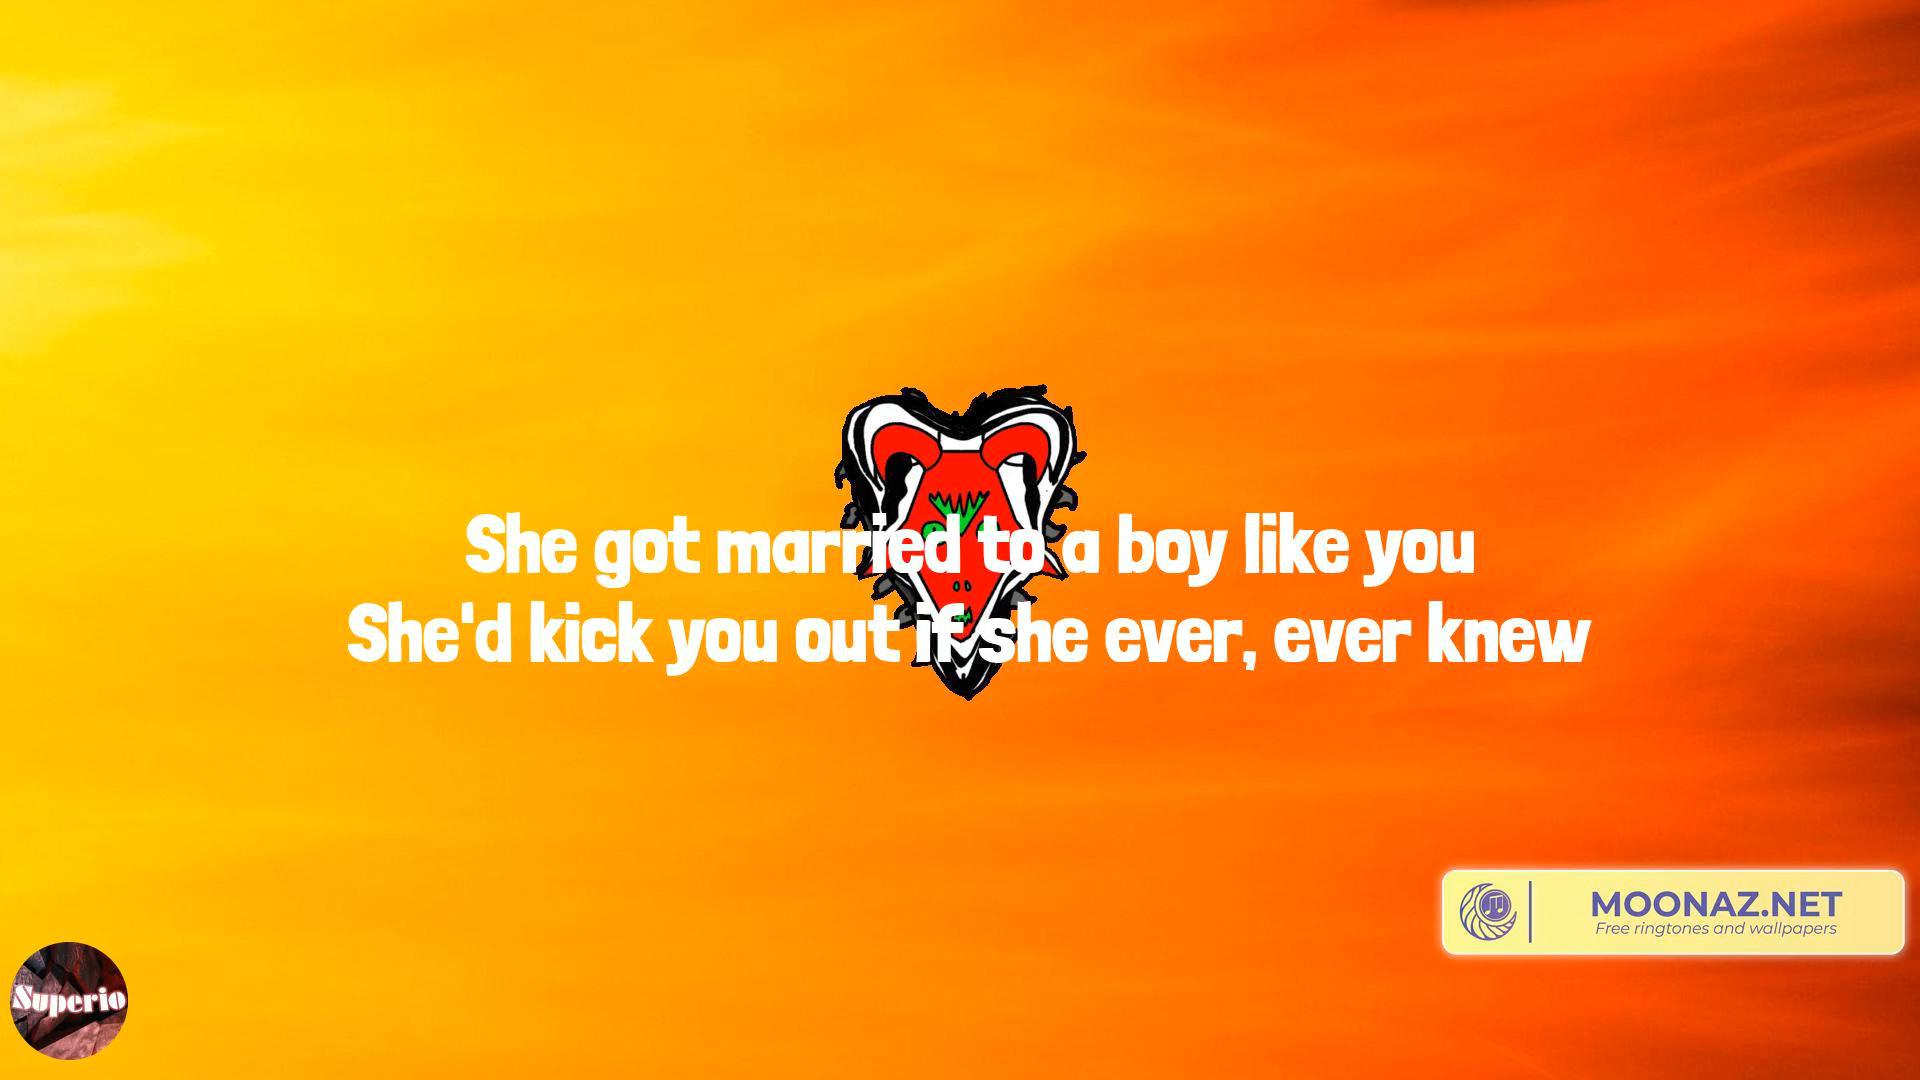 She got married to a boy like you
She'd kick you out if she ever, ever knew
MOONAZ.NET
Free ringtones and wallpapers
Superio